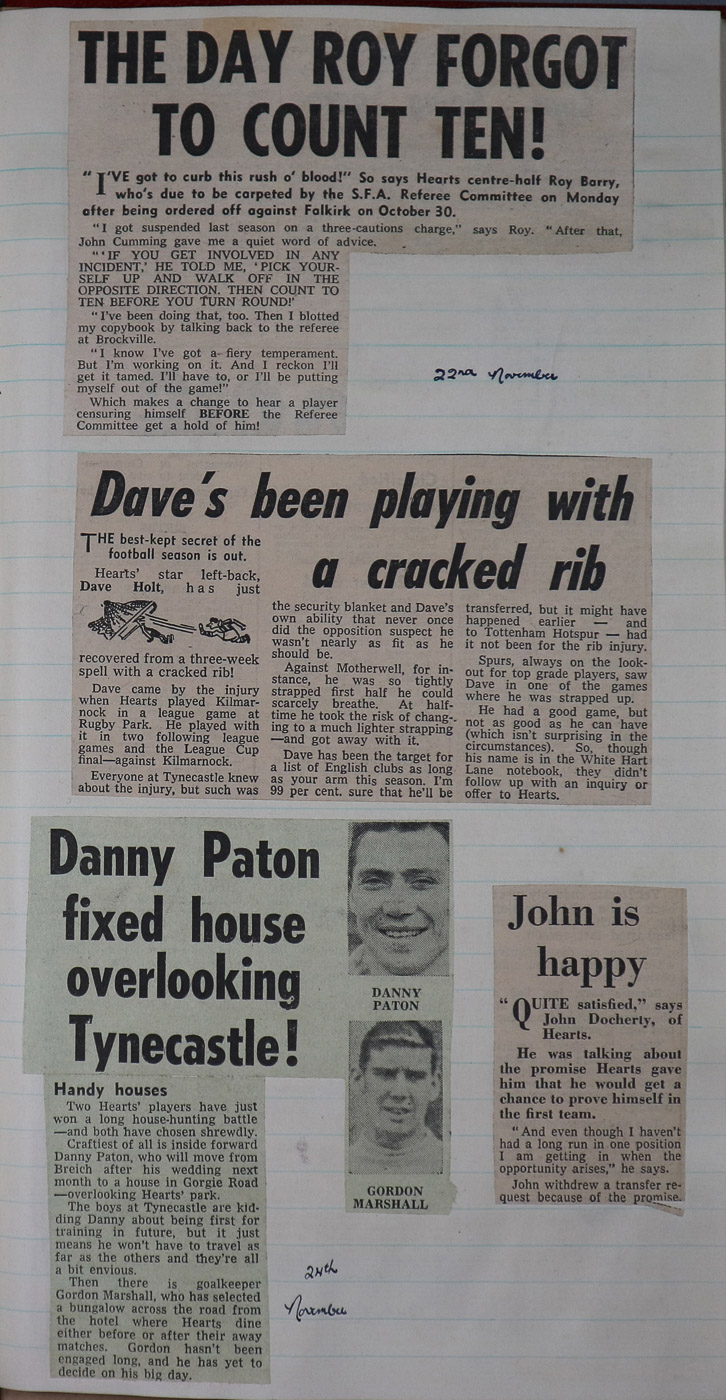 THE DAY ROY FORGOT
TO COUNT TEN!
"I'VE got to curb this rush o' blood!" So says Hearts centre-half Roy Barry,
who's due to be carpeted by the S.F.A. Referee Committee on Monday
after being ordered off against Falkirk on October 30.
"I got suspended last season on a three-cautions charge," says Roy. "After that,
John Cumming gave me a quiet word of advice.
"'IF YOU GET INVOLVED IN ANY
INCIDENT,' HE TOLD ME, 'PICK YOUR-
SELF UP AND WALK OFF IN THE
OPPOSITE DIRECTION. THEN COUNT TO
TEN BEFORE YOU TURN ROUND!'
"I've been doing that, too. Then I blotted
my copybook by talking back to the referee
at Brockville.
"I know I've got a fiery temperament.
But I'm working on it. And I reckon I'll
get it tamed. I'll have to, or I'll be putting
myself out of the game!"
Which makes a change to hear a player
censuring himself BEFORE the Referee
Committee get a hold of him!
22nd November
Dave's been playing with
a cracked rib
THE best-kept secret of the
football season is out.
Hearts' star left-back,
Dave Holt, has just
recovered from a three-week
spell with a cracked rib!
Dave came by the injury
when Hearts played Kilmar-
nock in a league game at
Rugby Park. He played with
it in two following league
games and the League Cup
final—against Kilmarnock.
Everyone at Tynecastle knew
about the injury, but such was
the security blanket and Dave's
own ability that never once
did the opposition suspect he
wasn't nearly as fit as he
should be.
Against Motherwell, for in-
stance, he was so tightly
strapped first half he could
scarcely breathe. At half-
time he took the risk of chang-
ing to a much lighter strapping
—and got away with it.
Dave has been the target for
a list of English clubs as long
as your arm this season. I'm
99 per cent. sure that he'll be
transferred, but it might have
happened earlier — and
to Tottenham Hotspur — had
it not been for the rib injury.
Spurs, always on the look-
out for top grade players, saw
Dave in one of the games
where he was strapped up.
He had a good game, but
not as good as he can have
(which isn't surprising in the
circumstances). So, though
his name is in the White Hart
Lane notebook, they didn't
follow up with an inquiry or
offer to Hearts.
Danny Paton
fixed house
overlooking
Tynecastle!
DANNY
PATON
GORDON
MARSHALL
Handy houses
Two Hearts' players have just
won a long house-hunting battle
—and both have chosen shrewdly.
Craftiest of all is inside forward
Danny Paton, who will move from
Breich after his wedding next
month to a house in Gorgie Road
—overlooking Hearts' park.
The boys at Tynecastle are kid-
ding Danny about being first for
training in future, but it just
means he won't have to travel as
far as the others and they're all
a bit envious.
Then there is goalkeeper
Gordon Marshall, who has selected
a bungalow across the road from
the hotel where Hearts dine
either before or after their away
matches. Gordon hasn't been
engaged long, and he has yet to
decide on his big day.
24th
November
John is
happy
"QUITE satisfied," says
John Docherty, of
Hearts.
He was talking about
the promise Hearts gave
him that he would get a
chance to prove himself in
the first team.
"And even though I haven't
had a long run in one position
I am getting in when the
opportunity arises," he says.
John withdrew a transfer re-
quest because of the promise.